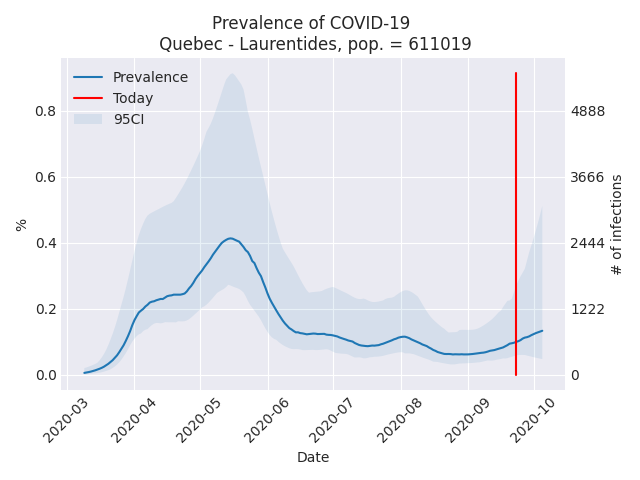 Prevalence of COVID-19
Quebec - Laurentides, pop. = 611019
Prevalence
Today
95CI
%
0.8
0.6
0.4
0.2
0.0
4888
3666
2444
1222
0
# of infections
2020-03
2020-04
2020-05
2020-06
2020-07
2020-08
2020-09
2020-10
Date